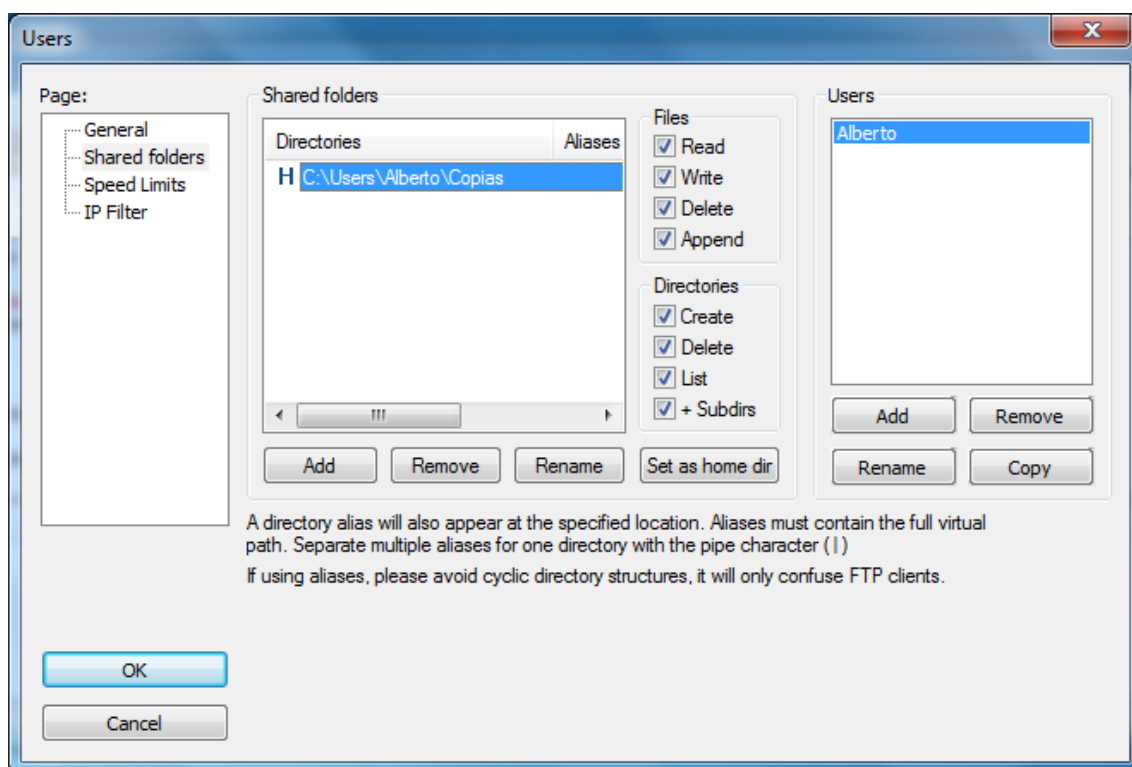 Users
Page:
General
Shared folders
Speed Limits
IP Filter
Shared folders
Directories Aliases
H C:\Users\Alberto\Copias
Files
Read
Write
Delete
Append
Directories
Create
Delete
List
+ Subdirs
Add Remove Rename Set as home dir
Users
Alberto
Add Remove
Rename Copy
A directory alias will also appear at the specified location. Aliases must contain the full virtual
path. Separate multiple aliases for one directory with the pipe character (|)
If using aliases, please avoid cyclic directory structures, it will only confuse FTP clients.
OK
Cancel